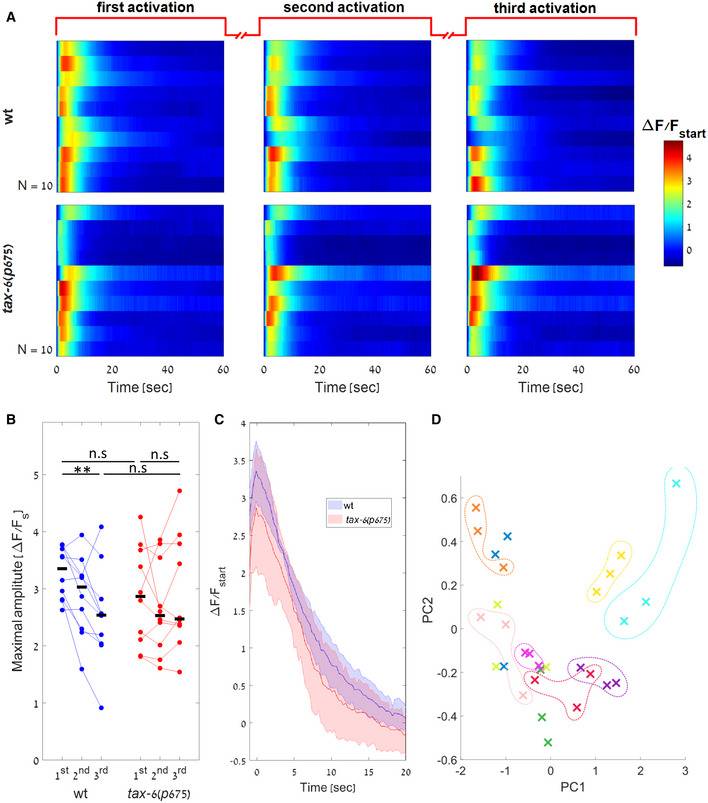 first activation second activation third activation
A
wt
N = 10
ΔF/Fstart
4
3
2
1
0
tax-6(p675)
N = 10
0 20 40 60 0 20 40 60 0 20 40 60
Time [sec] Time [sec] Time [sec]
B
C
D
Maximal amplitude [ΔF/Fs]
5
4
3
2
1
0
n.s n.s
** n.s
1st 2nd 3rd 1st 2nd 3rd
wt tax-6(p675)
ΔF/Fstart
4
3.5
3
2.5
2
1.5
1
0.5
0
-0.5
wt
tax-6(p675)
0 5 10 15 20
Time [sec]
PC2
0.6
0.4
0.2
0
-0.2
-0.4
-0.6
-2 -1 0 1 2 3
PC1